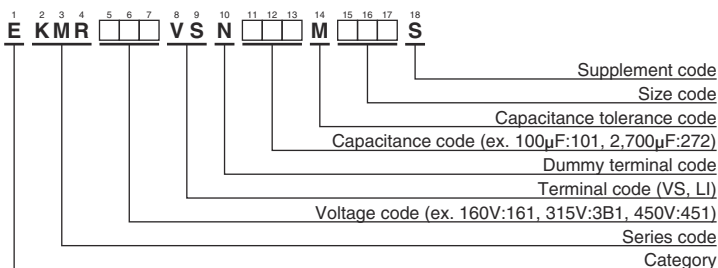 1 2 3 4 5 6 7 8 9 10 11 12 13 14 15 16 17 18
E KMR VS N M S
Supplement code
Size code
Capacitance tolerance code
Capacitance code (ex. 100µF:101, 2,700µF:272)
Dummy terminal code
Terminal code (VS, LI)
Voltage code (ex. 160V:161, 315V:3B1, 450V:451)
Series code
Category